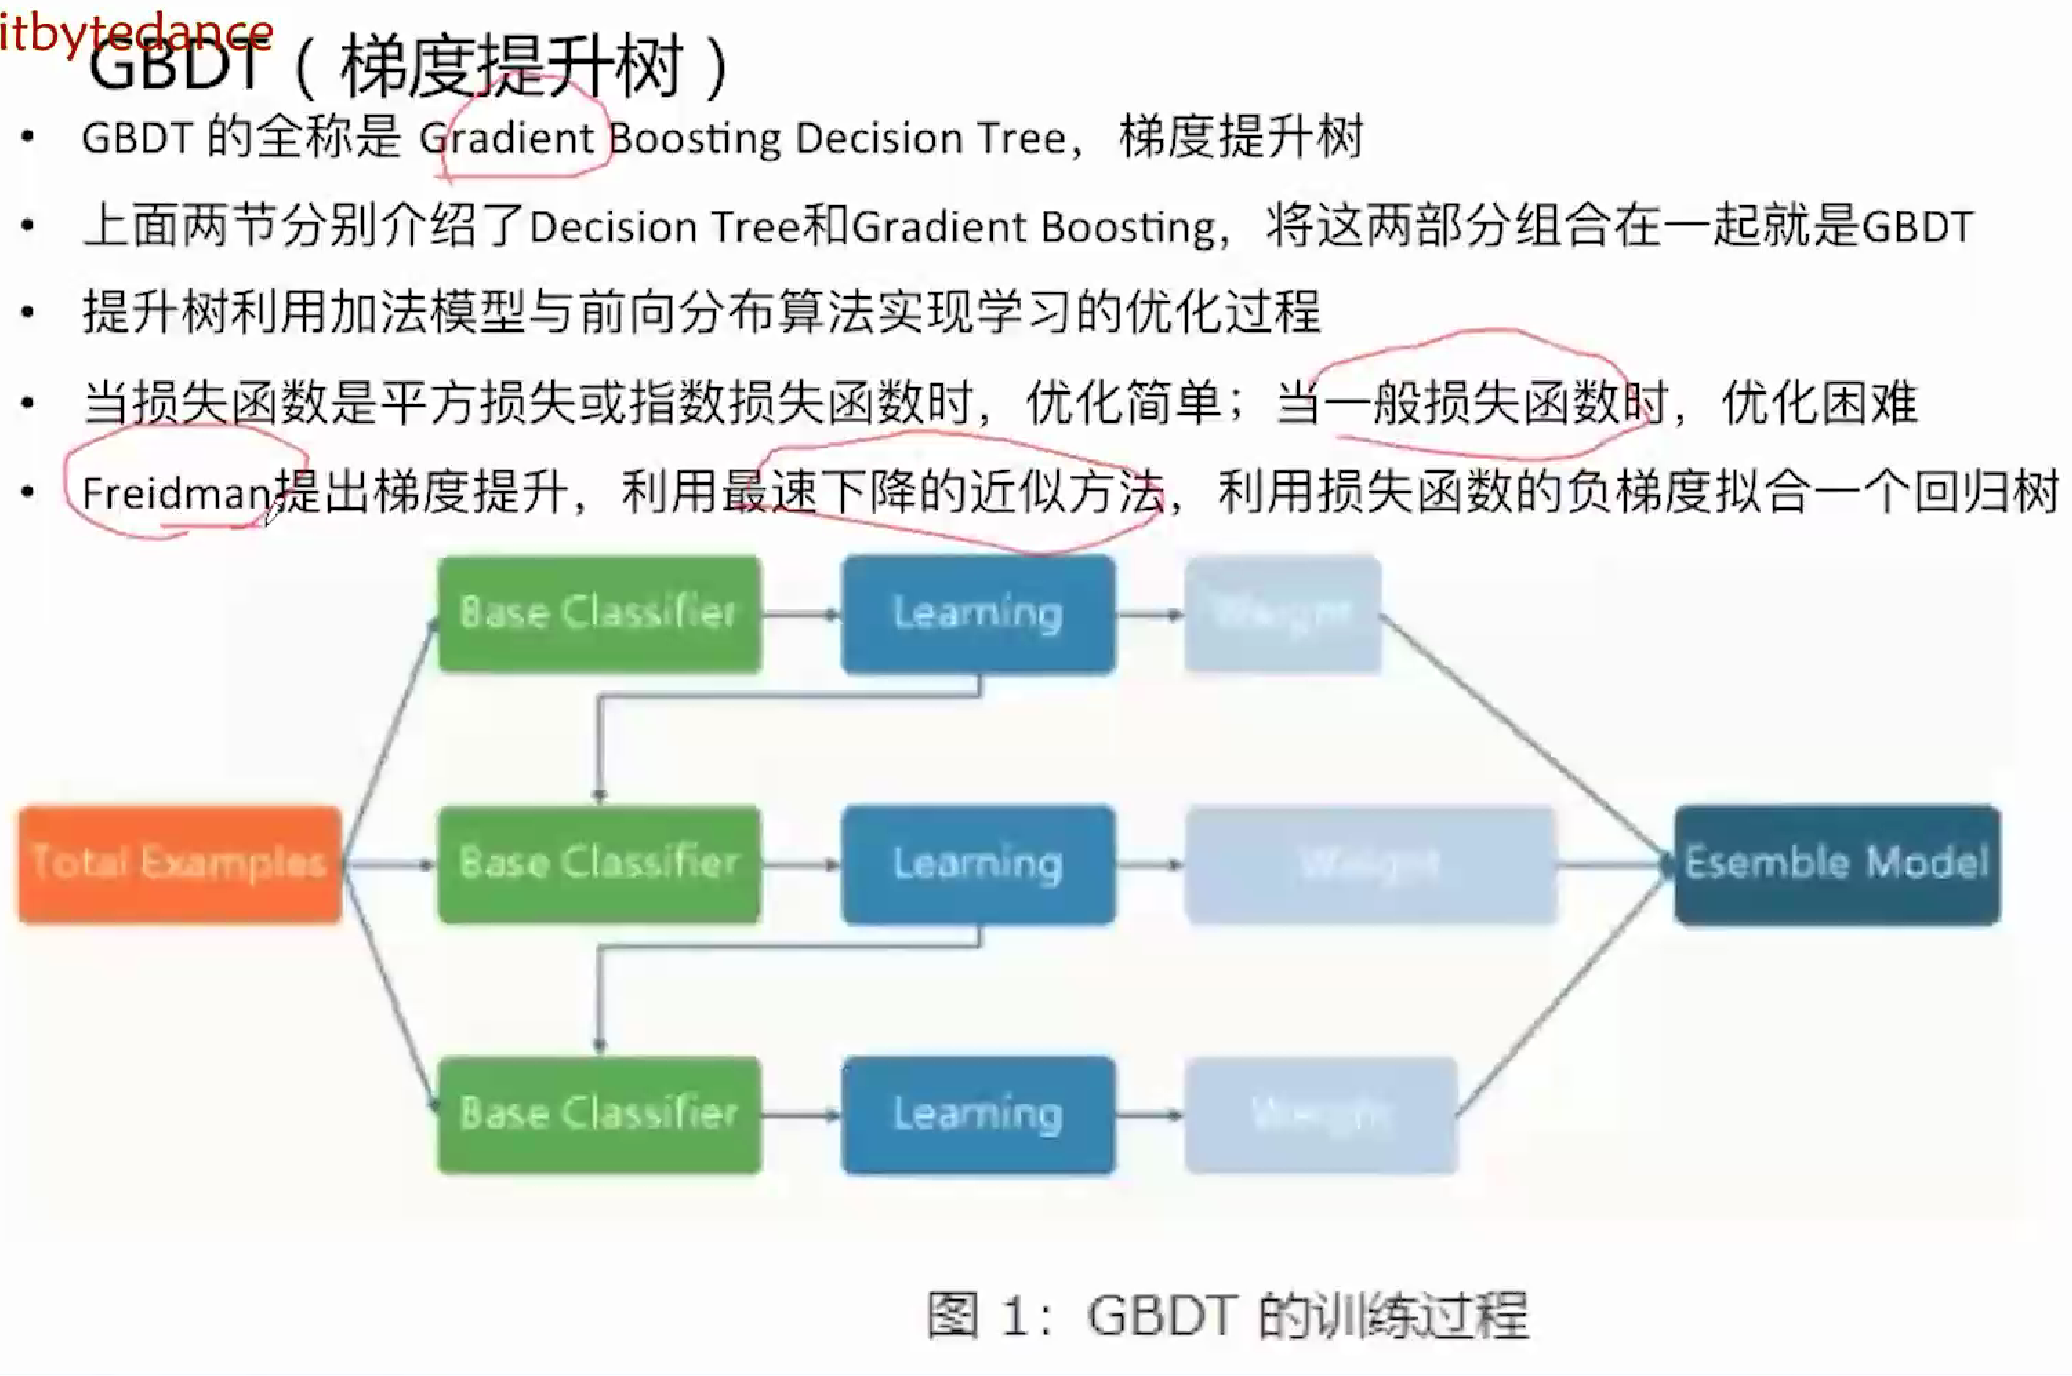 itbytedance
GBDT（梯度提升树）
• GBDT 的全称是 Gradient Boosting Decision Tree，梯度提升树
• 上面两节分别介绍了Decision Tree和Gradient Boosting，将这两部分组合在一起就是GBDT
• 提升树利用加法模型与前向分布算法实现学习的优化过程
• 当损失函数是平方损失或指数损失函数时，优化简单；当一般损失函数时，优化困难
• Freidman提出梯度提升，利用最速下降的近似方法，利用损失函数的负梯度拟合一个回归树
Base Classifier Learning Weight
Total Examples Base Classifier Learning Weight Esemble Model
Base Classifier Learning Weight
图 1：GBDT 的训练过程